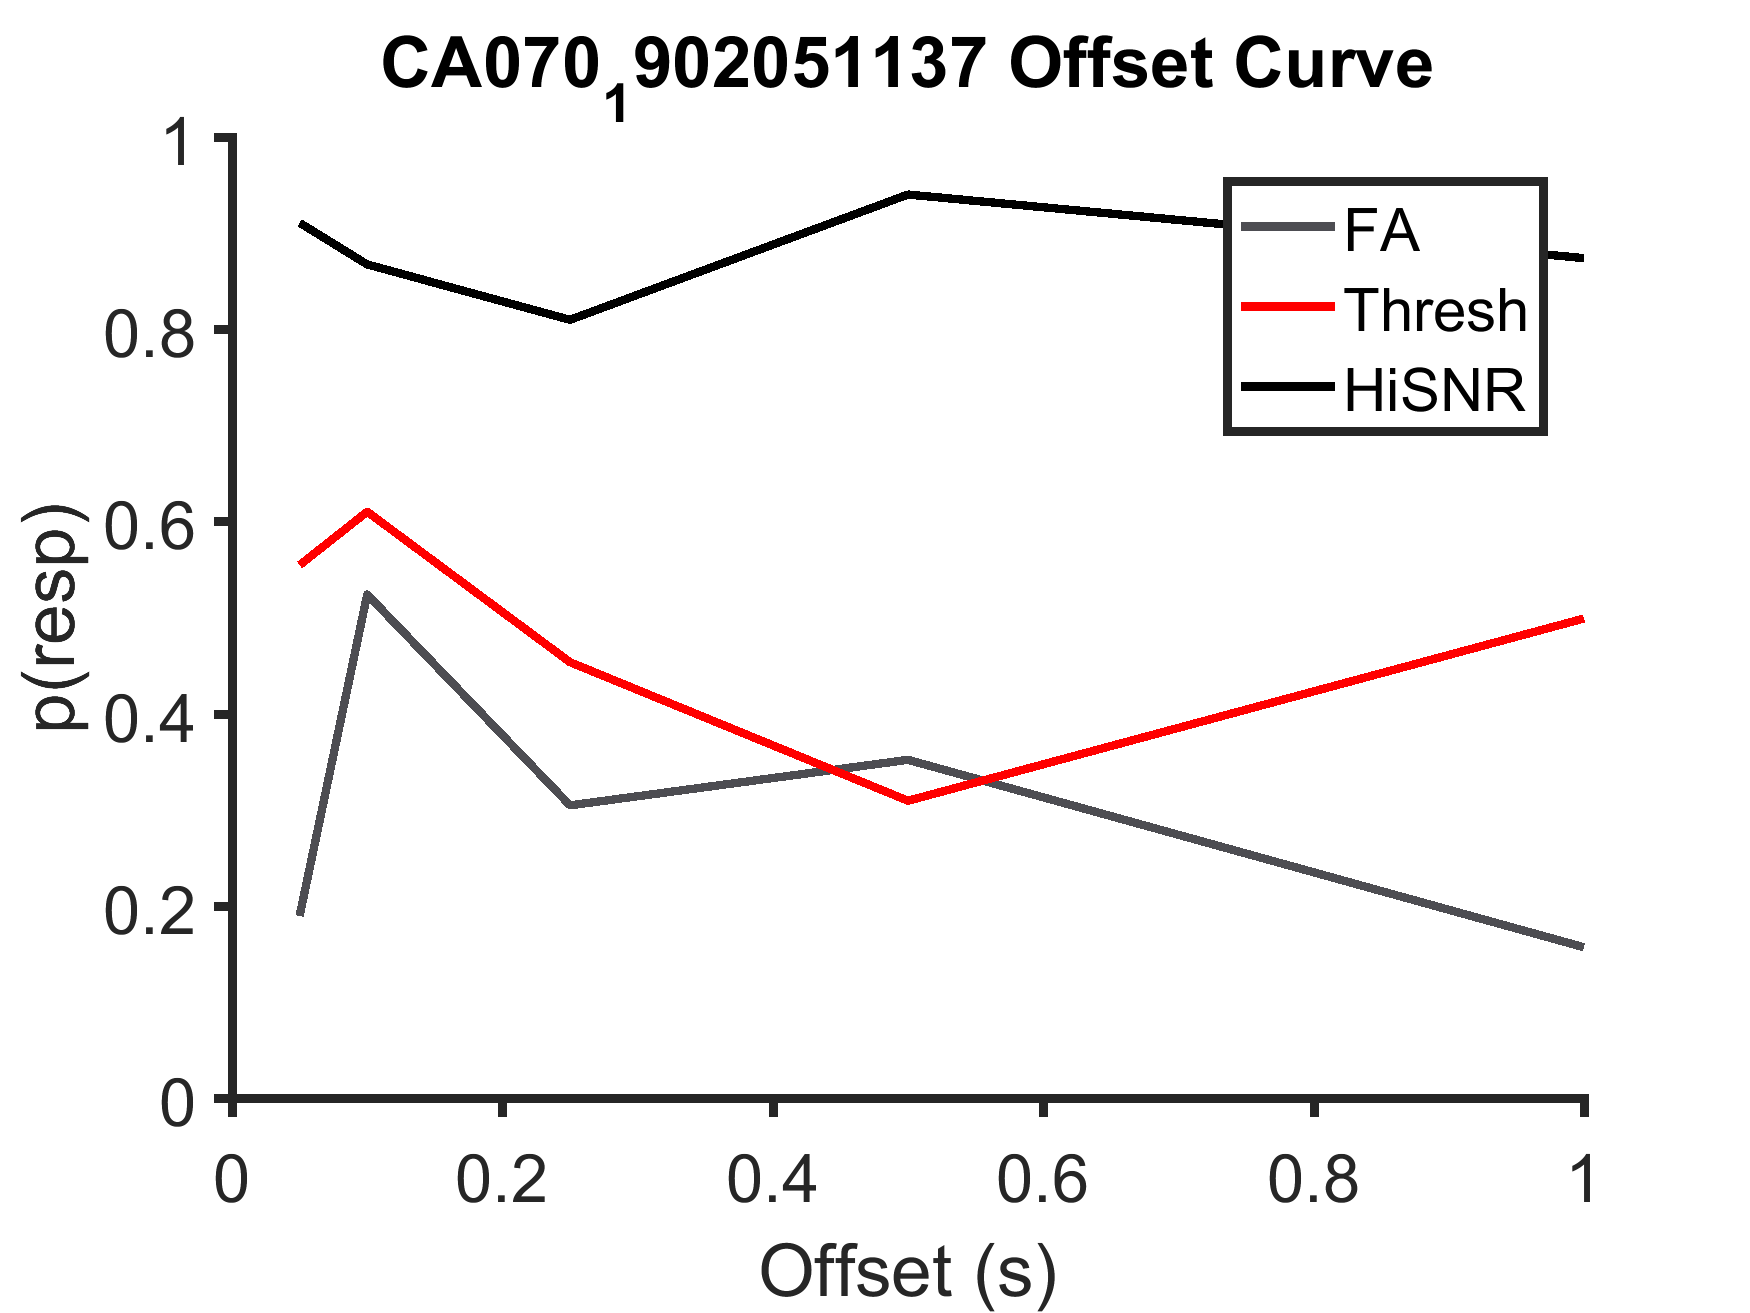 CA070₁902051137 Offset Curve
1
0.8
0.6
0.4
0.2
0
p(resp)
FA
Thresh
HiSNR
0 0.2 0.4 0.6 0.8 1
Offset (s)